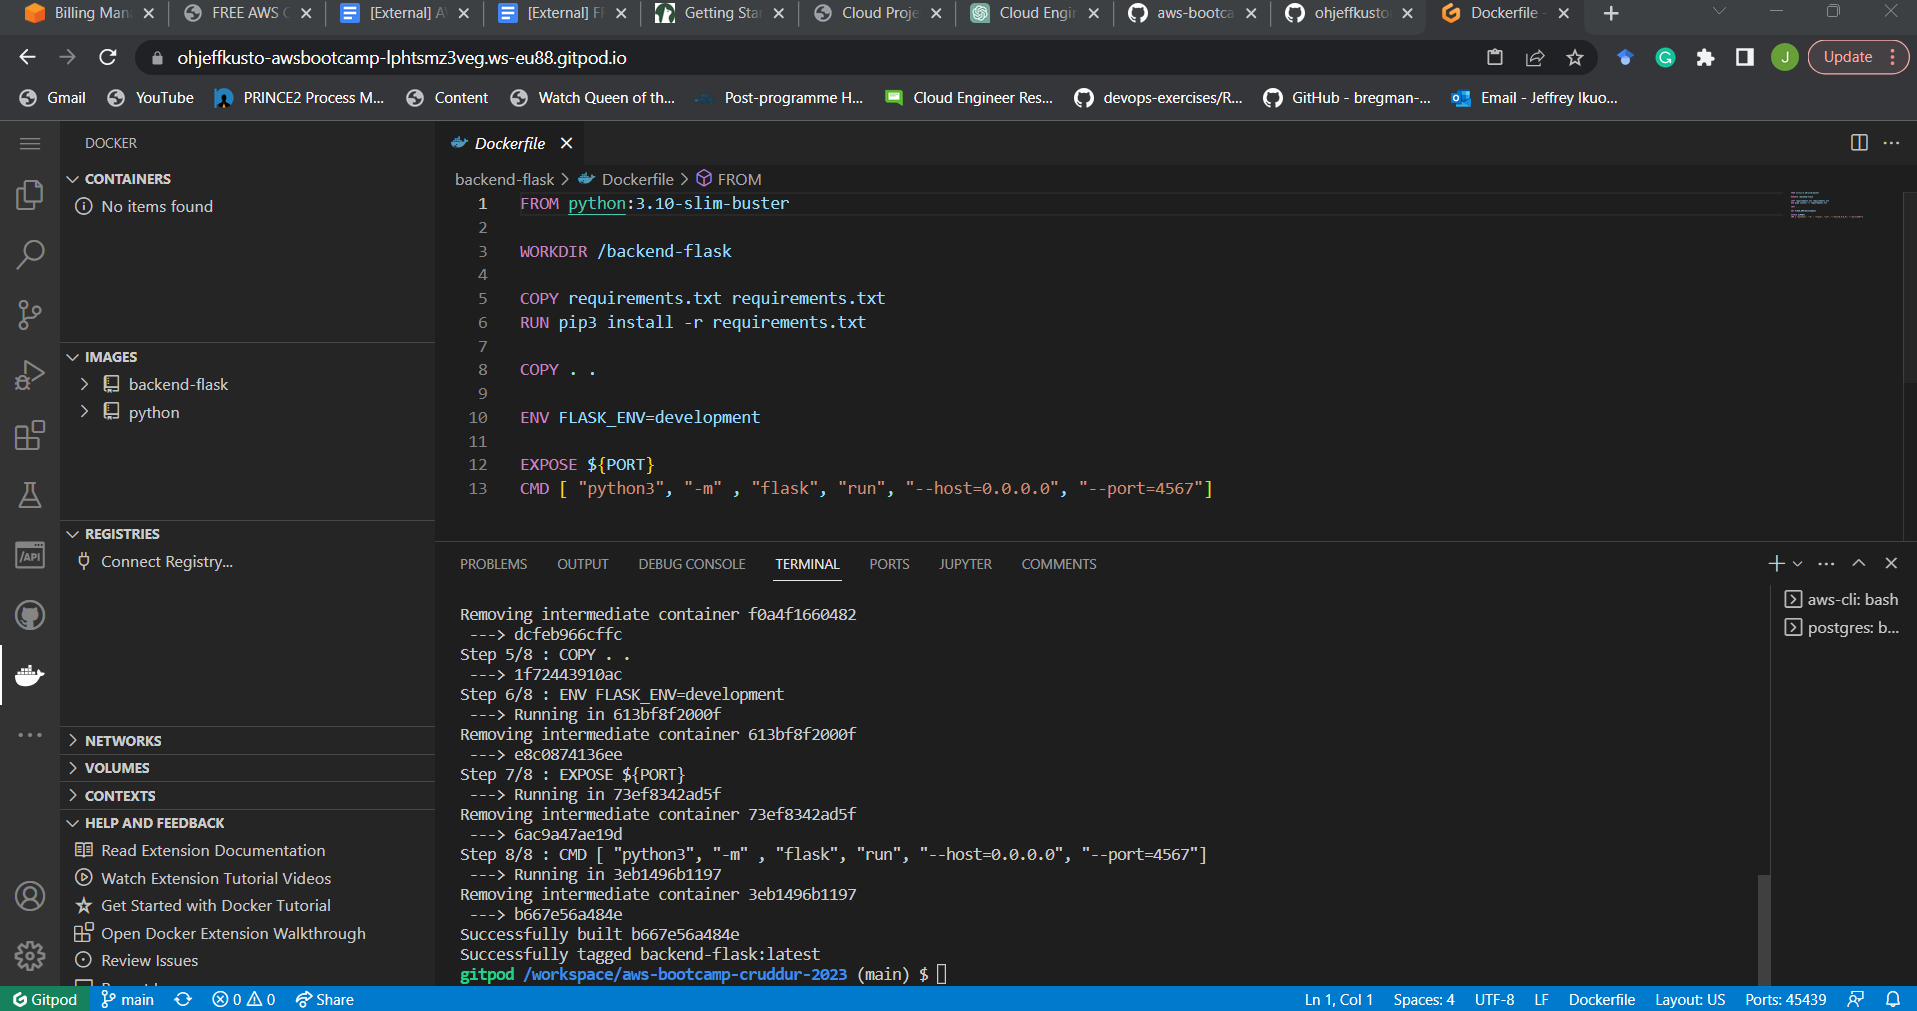 Billing Man
FREE AWS C
[External] A
[External] F
Getting Sta
Cloud Proje
Cloud Engin
aws-bootca
ohjeffkusto
Dockerfile -
ohjeffkusto-awsbootcamp-lphtsmz3veg.ws-eu88.gitpod.io
J
Update
Gmail
YouTube
PRINCE2 Process M...
Content
Watch Queen of th...
Post-programme H...
Cloud Engineer Res...
devops-exercises/R...
GitHub - bregman-...
Email - Jeffrey Ikuo...
DOCKER
CONTAINERS
No items found
IMAGES
backend-flask
python
REGISTRIES
Connect Registry...
NETWORKS
VOLUMES
CONTEXTS
HELP AND FEEDBACK
Read Extension Documentation
Watch Extension Tutorial Videos
Get Started with Docker Tutorial
Open Docker Extension Walkthrough
Review Issues
Dockerfile
backend-flask > Dockerfile > FROM
1 FROM python:3.10-slim-buster
2
3 WORKDIR /backend-flask
4
5 COPY requirements.txt requirements.txt
6 RUN pip3 install -r requirements.txt
7
8 COPY . .
9
10 ENV FLASK_ENV=development
11
12 EXPOSE ${PORT}
13 CMD [ "python3", "-m" , "flask", "run", "--host=0.0.0.0", "--port=4567"]
PROBLEMS OUTPUT DEBUG CONSOLE TERMINAL PORTS JUPYTER COMMENTS
Removing intermediate container f0a4f1660482
---> dcfeb966cffc
Step 5/8 : COPY . .
---> 1f72443910ac
Step 6/8 : ENV FLASK_ENV=development
---> Running in 613bf8f2000f
Removing intermediate container 613bf8f2000f
---> e8c0874136ee
Step 7/8 : EXPOSE ${PORT}
---> Running in 73ef8342ad5f
Removing intermediate container 73ef8342ad5f
---> 6ac9a47ae19d
Step 8/8 : CMD [ "python3", "-m" , "flask", "run", "--host=0.0.0.0", "--port=4567"]
---> Running in 3eb1496b1197
Removing intermediate container 3eb1496b1197
---> b667e56a484e
Successfully built b667e56a484e
Successfully tagged backend-flask:latest
gitpod /workspace/aws-bootcamp-cruddur-2023 (main) $
aws-cli: bash
postgres: b...
/API
Gitpod
main
0 0
Share
Ln 1, Col 1
Spaces: 4
UTF-8
LF
Dockerfile
Layout: US
Ports: 45439